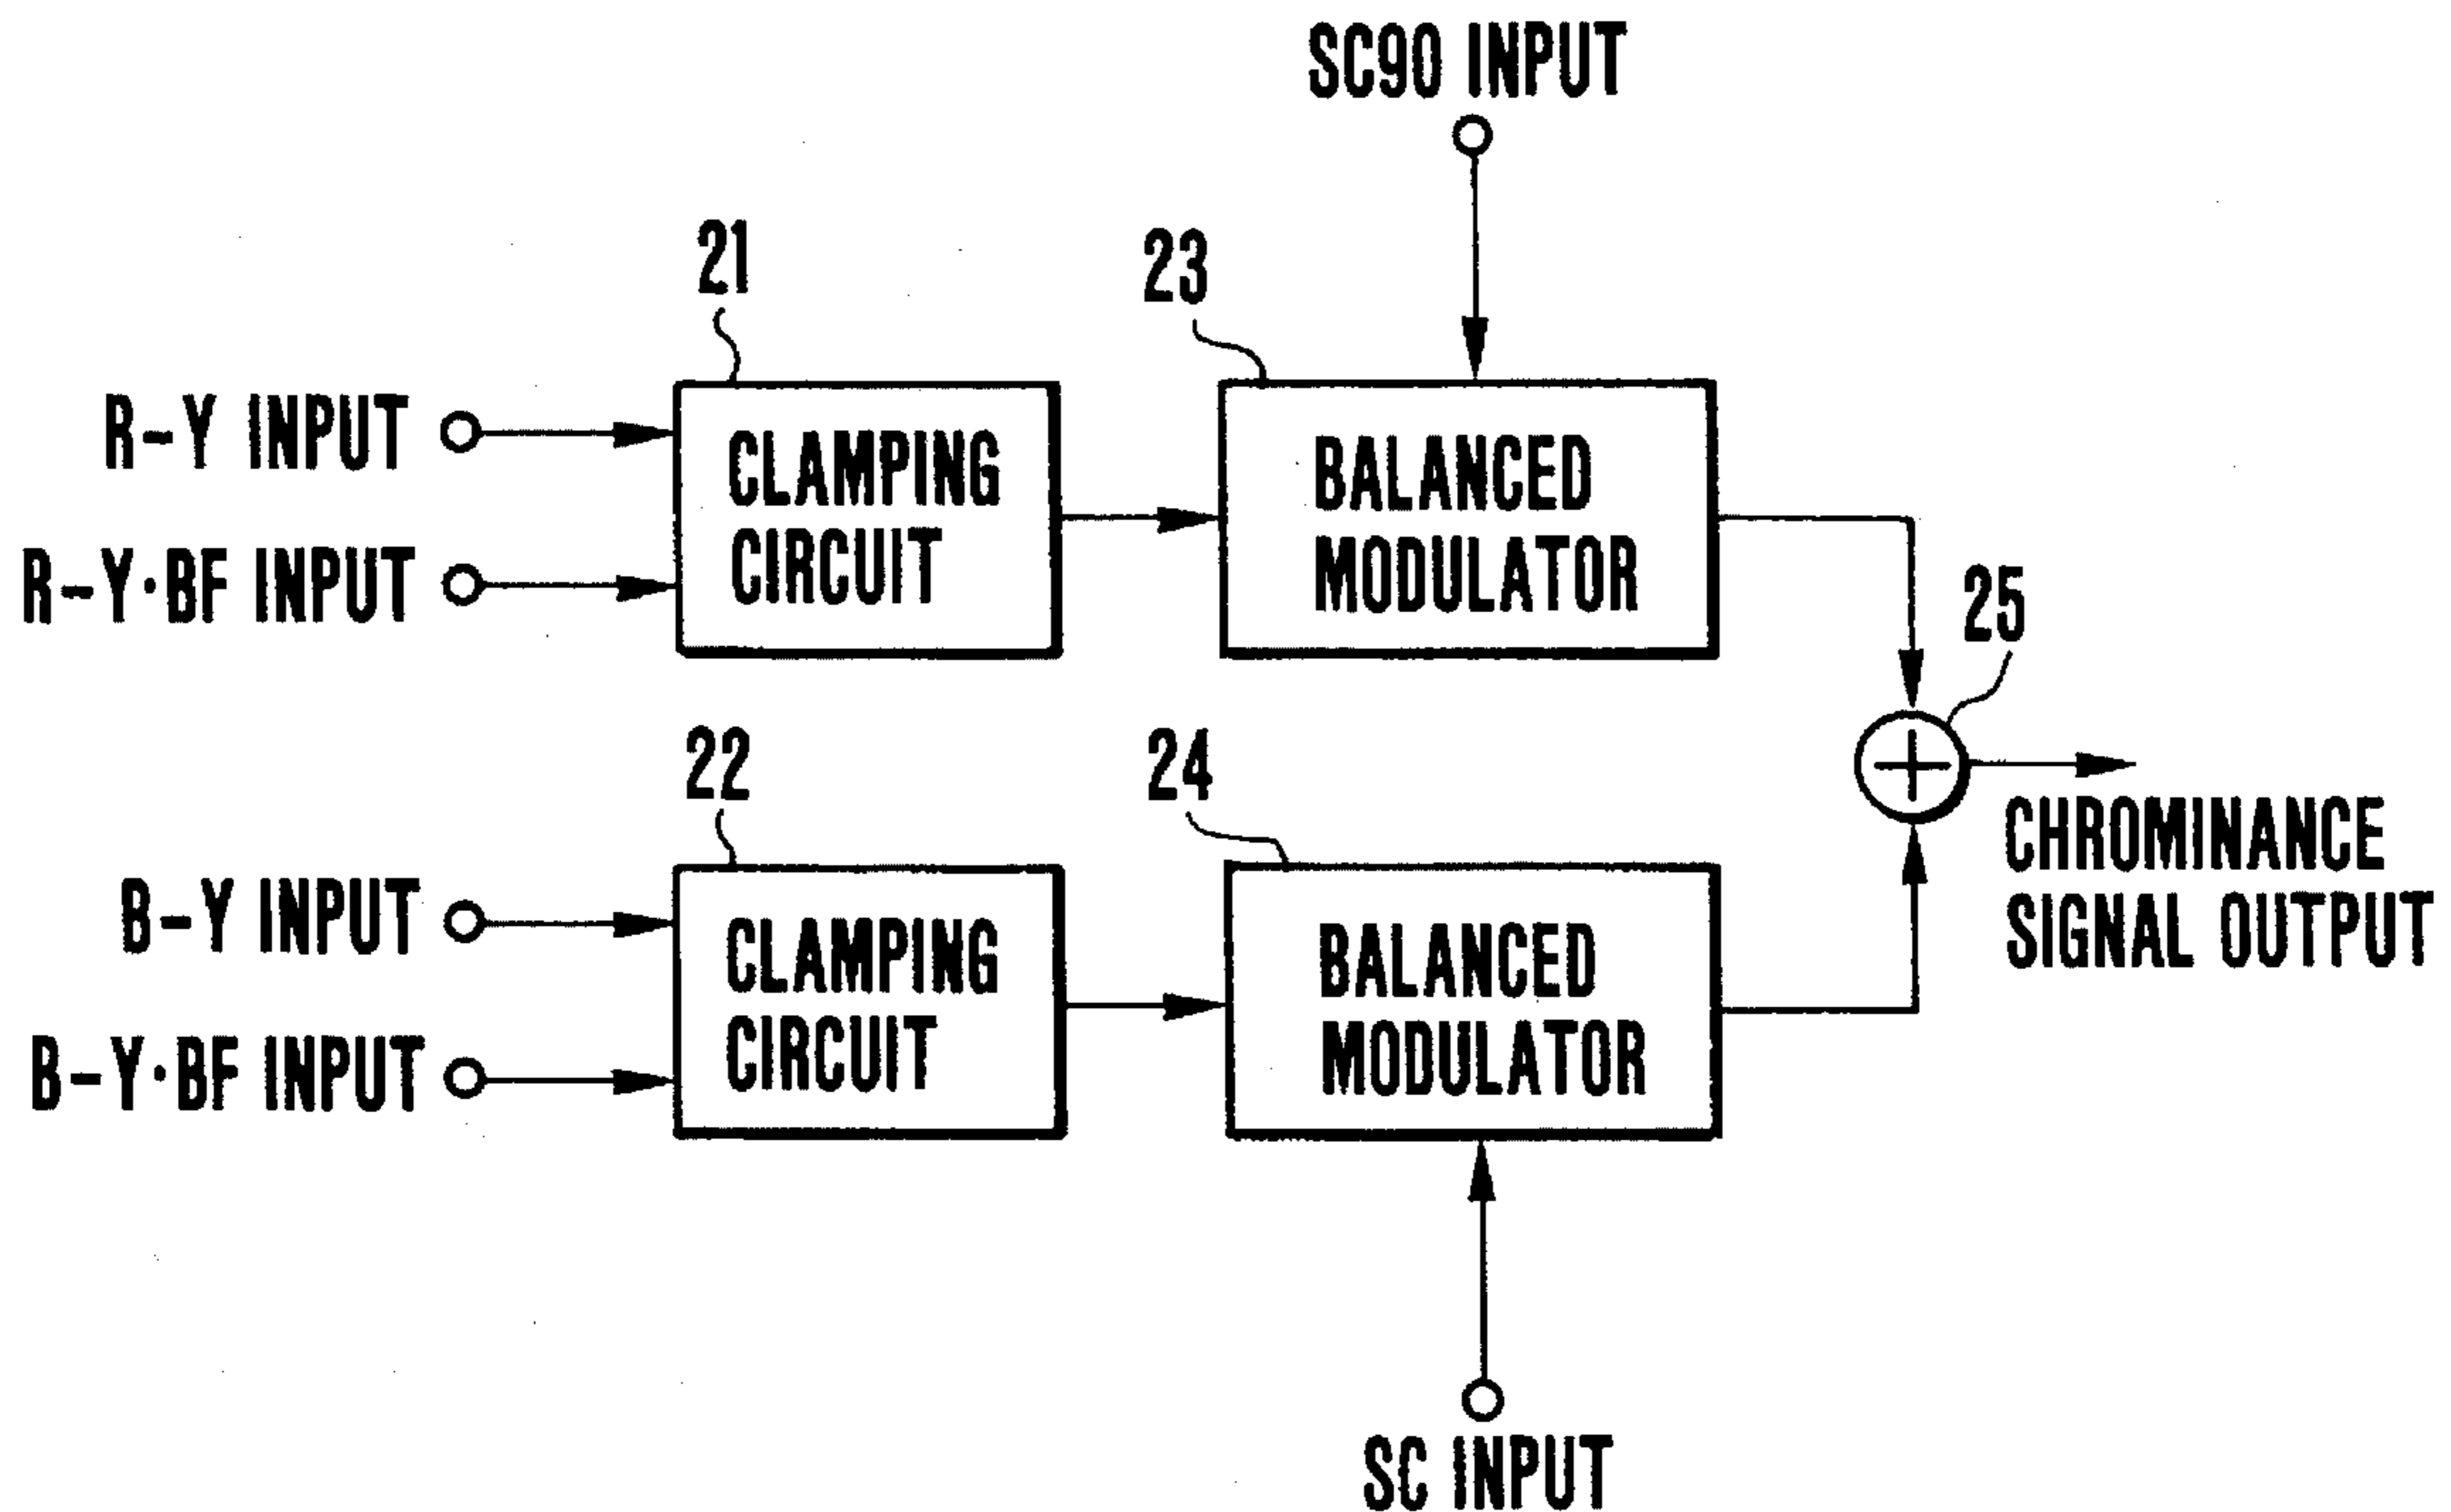 SC90 INPUT
21
23
R-Y INPUT
CLAMPING
CIRCUIT
BALANCED
MODULATOR
R-Y·BF INPUT
25
22
24
B-Y INPUT
CLAMPING
CIRCUIT
BALANCED
MODULATOR
CHROMINANCE
SIGNAL OUTPUT
B-Y·BF INPUT
SC INPUT